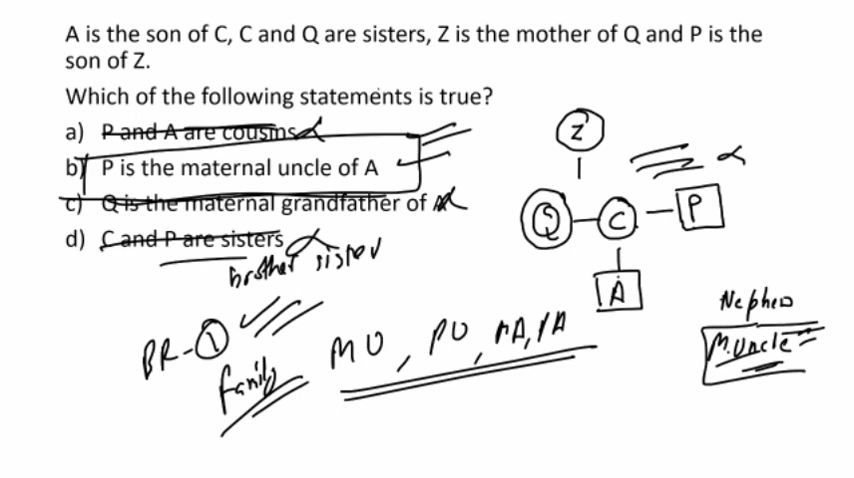 A is the son of C, C and Q are sisters, Z is the mother of Q and P is the
son of Z.
Which of the following statements is true?
a) P and A are cousins
b) P is the maternal uncle of A
c) Q is the maternal grandfather of A
d) C and P are sisters
brother sister
Z
Q C P
A
BR-1
family
MU, PU, MA, PA
Nephew
M.Uncle